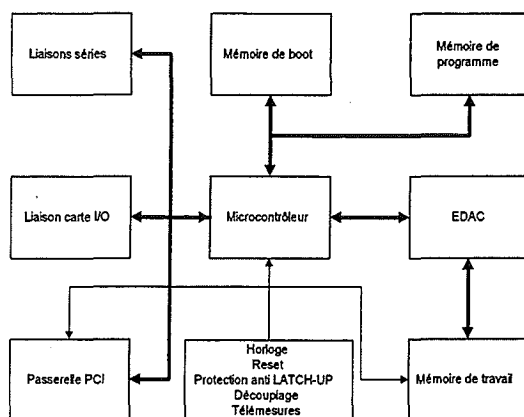 Liaisons séries
Mémoire de boot
Mémoire de
programme
Liaison carte I/O
Microcontrôleur
EDAC
Passerelle PCI
Horloge
Reset
Protection anti LATCH-UP
Découplage
Télémesures
Mémoire de travail